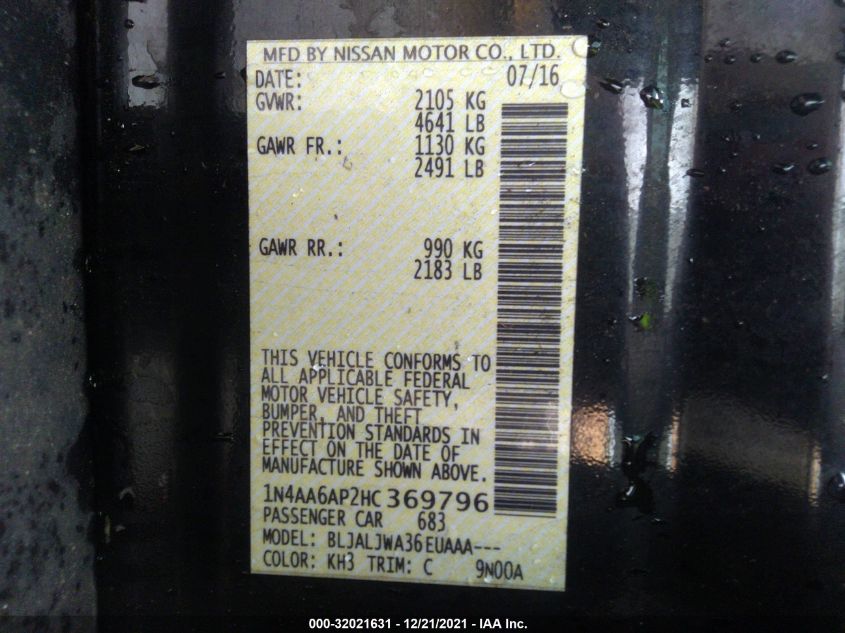 MFD BY NISSAN MOTOR CO., LTD.
DATE: 07/16
GVWR: 2105 KG
4641 LB
GAWR FR.: 1130 KG
2491 LB
GAWR RR.: 990 KG
2183 LB
THIS VEHICLE CONFORMS TO
ALL APPLICABLE FEDERAL
MOTOR VEHICLE SAFETY,
BUMPER, AND THEFT
PREVENTION STANDARDS IN
EFFECT ON THE DATE OF
MANUFACTURE SHOWN ABOVE.
1N4AA6AP2HC369796
PASSENGER CAR 683
MODEL: BLJALJWA36EUAAA---
COLOR: KH3 TRIM: C 9N00A
000-32021631 - 12/21/2021 - IAA Inc.